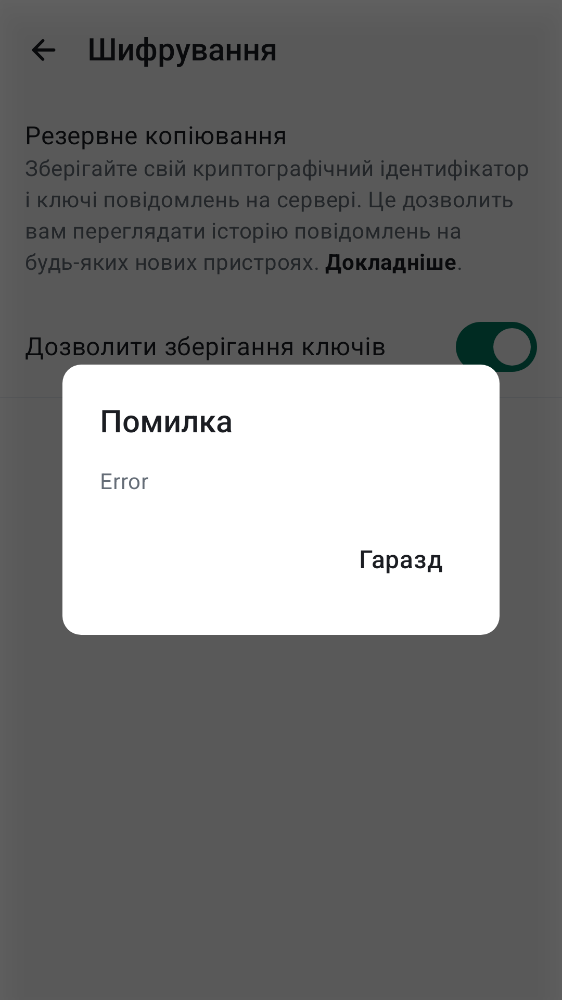 Шифрування
Резервне копіювання
Зберігайте свій криптографічний ідентифікатор
і ключі повідомлень на сервері. Це дозволить
вам переглядати історію повідомлень на
будь-яких нових пристроях. Докладніше.
Дозволити зберігання ключів
Помилка
Error
Гаразд